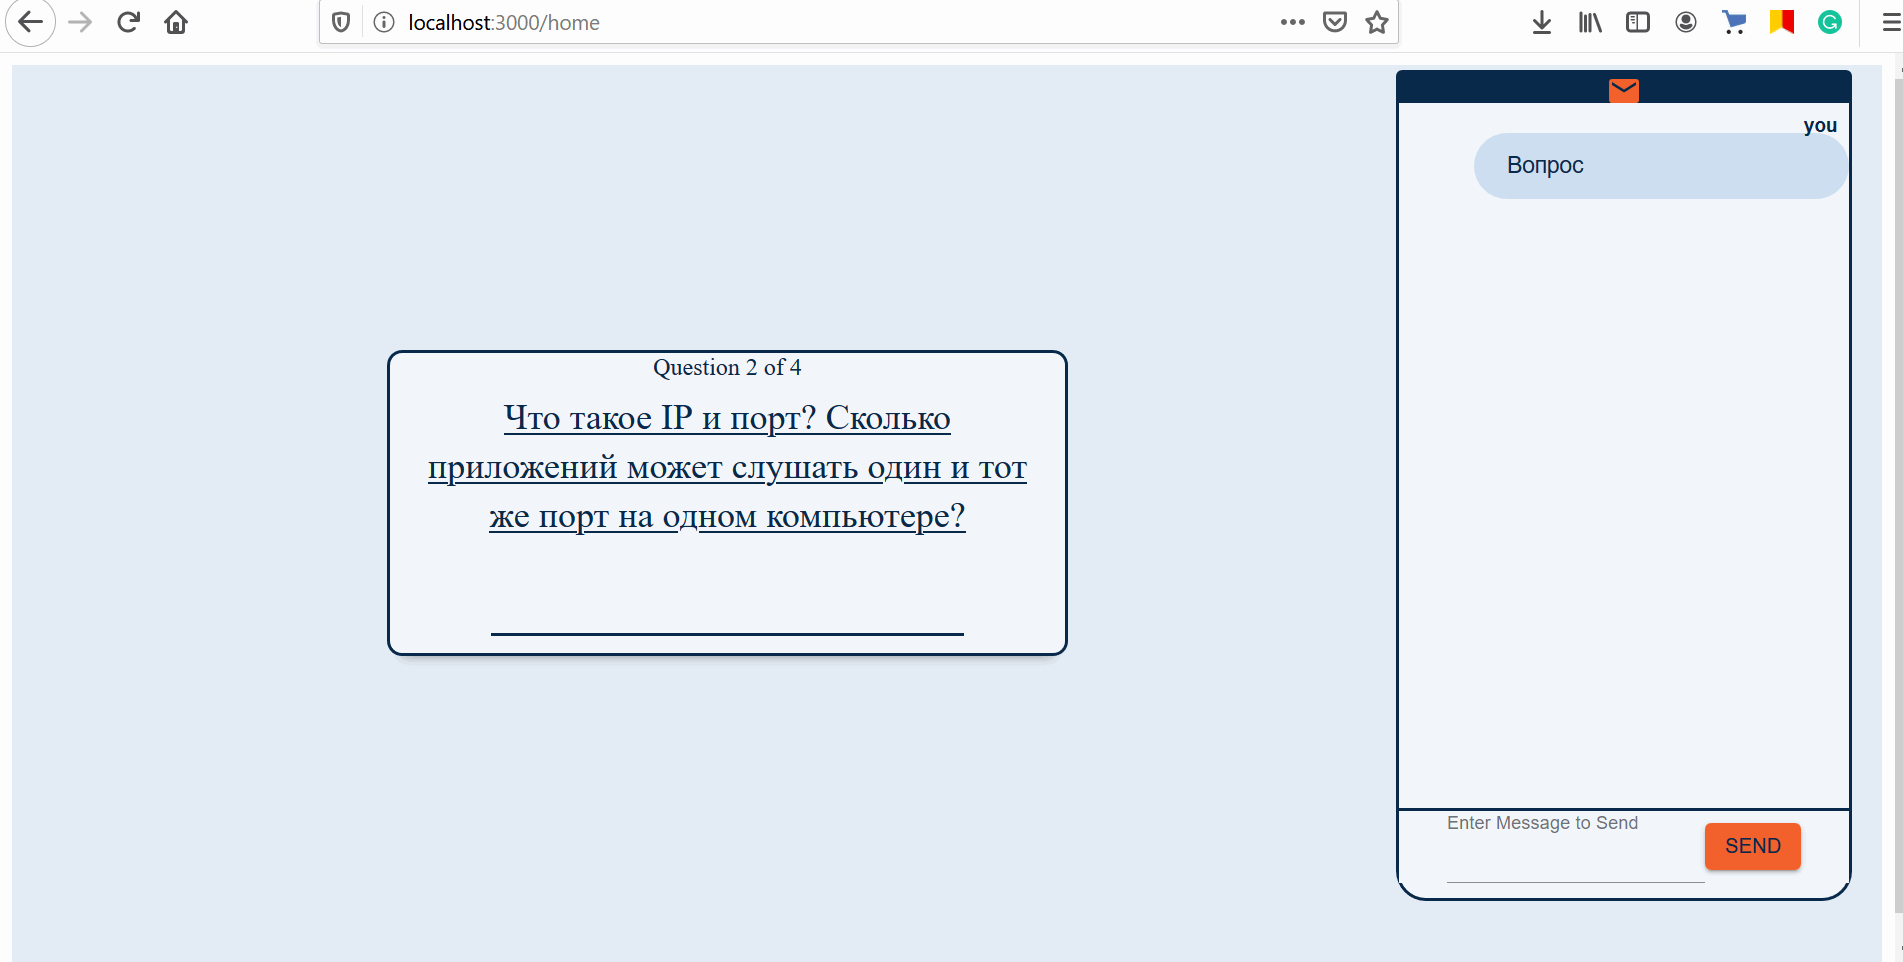 localhost:3000/home
you
Вопрос
Question 2 of 4
Что такое IP и порт? Сколько
приложений может слушать один и тот
же порт на одном компьютере?
Enter Message to Send
SEND